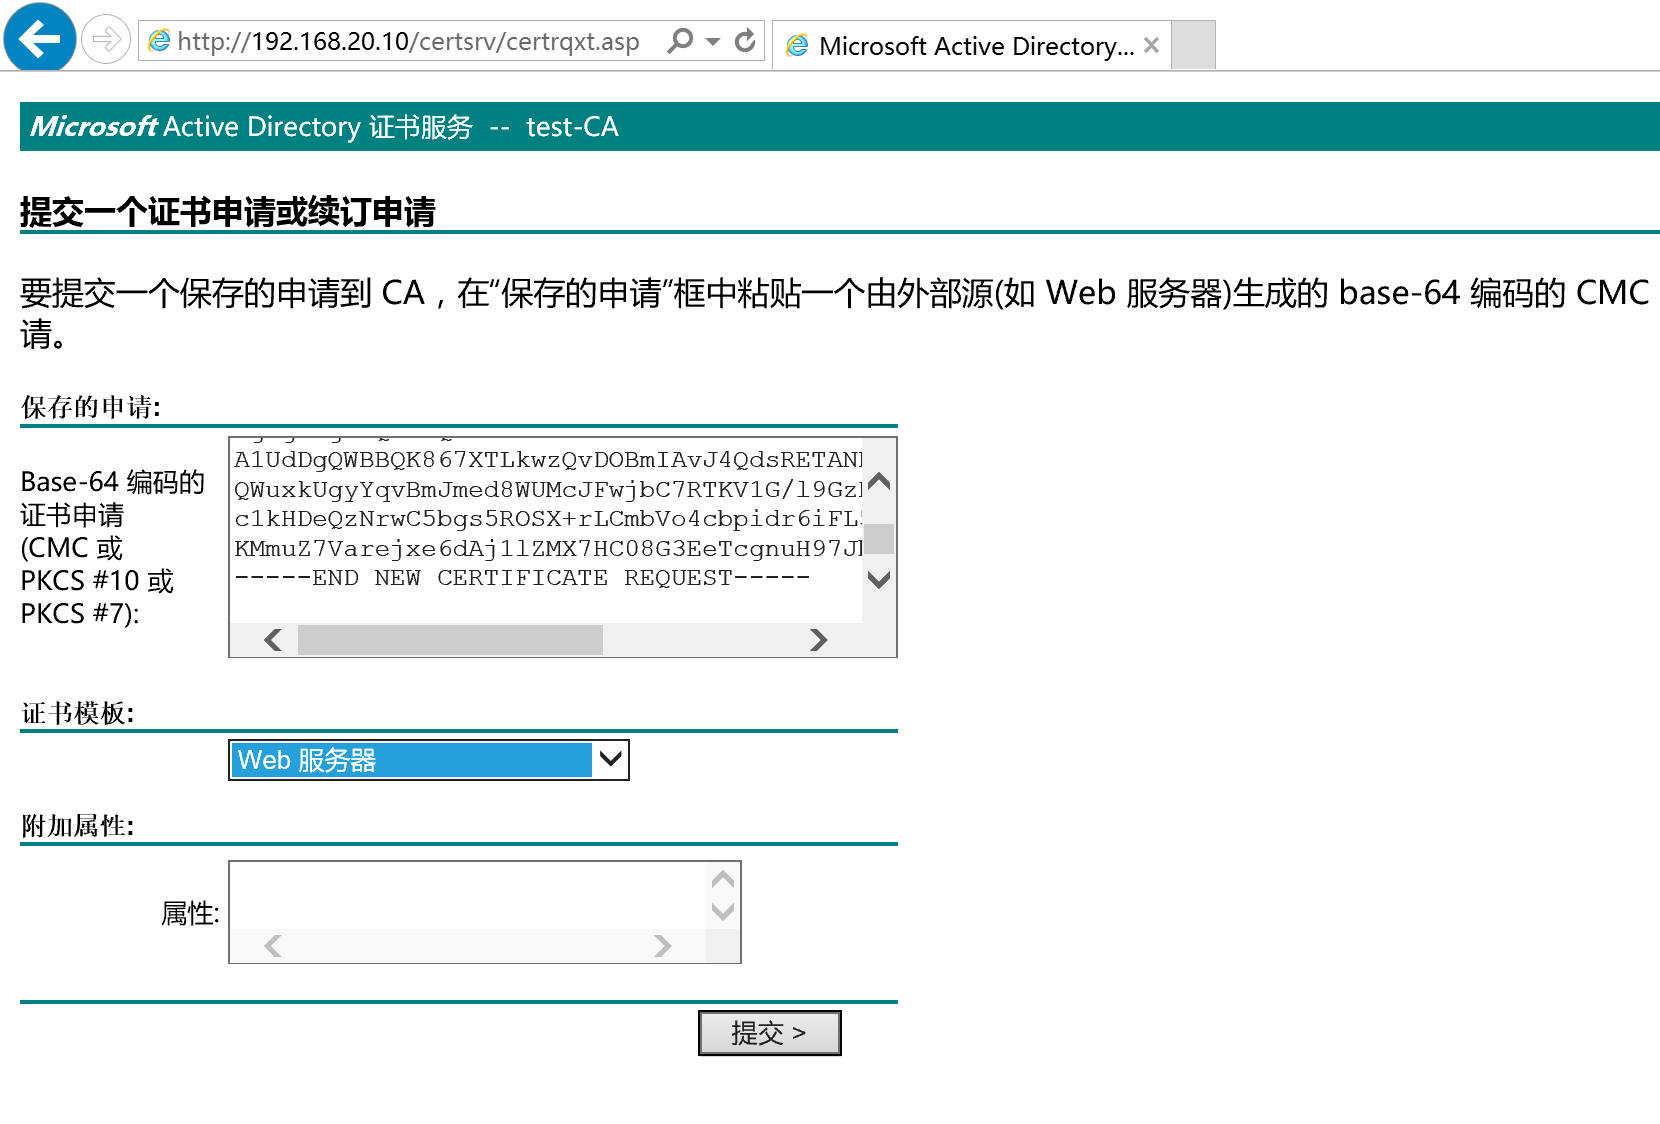 http://192.168.20.10/certsrv/certrqxt.asp
Microsoft Active Directory...
Microsoft Active Directory 证书服务 -- test-CA
提交一个证书申请或续订申请
要提交一个保存的申请到 CA，在“保存的申请”框中粘贴一个由外部源(如 Web 服务器)生成的 base-64 编码的 CMC
请。
保存的申请:
Base-64 编码的
证书申请
(CMC 或
PKCS #10 或
PKCS #7):
A1UdDgQWBBQK867XTLkwzQvDOBmIAvJ4QdsRETAN
QWuxkUgyYqvBmJmed8WUMcJFwjbC7RTKV1G/l9Gz
c1kHDeQzNrwC5bgs5ROSX+rLCmbVo4cbpidr6iFL
KMmuZ7Varejxe6dAj1lZMX7HC08G3EeTcgnuH97J
-----END NEW CERTIFICATE REQUEST-----
证书模板:
Web 服务器
附加属性:
属性:
提交 >